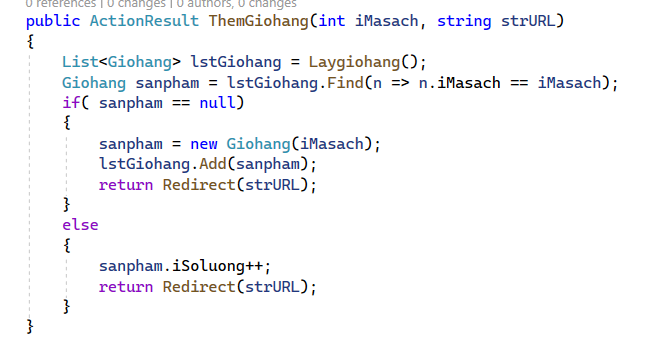 0 references | 0 changes | 0 authors, 0 changes
public ActionResult ThemGiohang(int iMasach, string strURL)
{
List<Giohang> lstGiohang = Laygiohang();
Giohang sanpham = lstGiohang.Find(n => n.iMasach == iMasach);
if( sanpham == null)
{
sanpham = new Giohang(iMasach);
lstGiohang.Add(sanpham);
return Redirect(strURL);
}
else
{
sanpham.iSoluong++;
return Redirect(strURL);
}
}